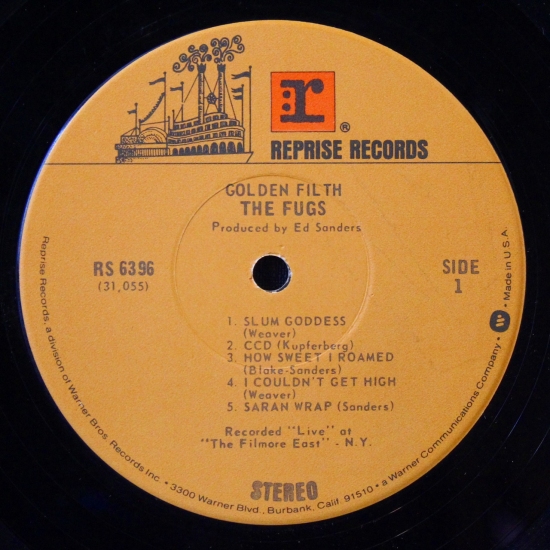 r
®
REPRISE RECORDS
GOLDEN FILTH
THE FUGS
Produced by Ed Sanders
RS 6396
(31,055)
SIDE
1
1. SLUM GODDESS
(Weaver)
2. CCD (Kupferberg)
3. HOW SWEET I ROAMED
(Blake-Sanders)
4. I COULDN'T GET HIGH
(Weaver)
5. SARAN WRAP (Sanders)
Recorded "Live" at
"The Filmore East" - N.Y.
STEREO
Reprise Records, a division of Warner Bros. Records Inc. • 3300 Warner Blvd., Burbank, Calif. 91510 • a Warner Communications Company • W • Made in U.S.A.